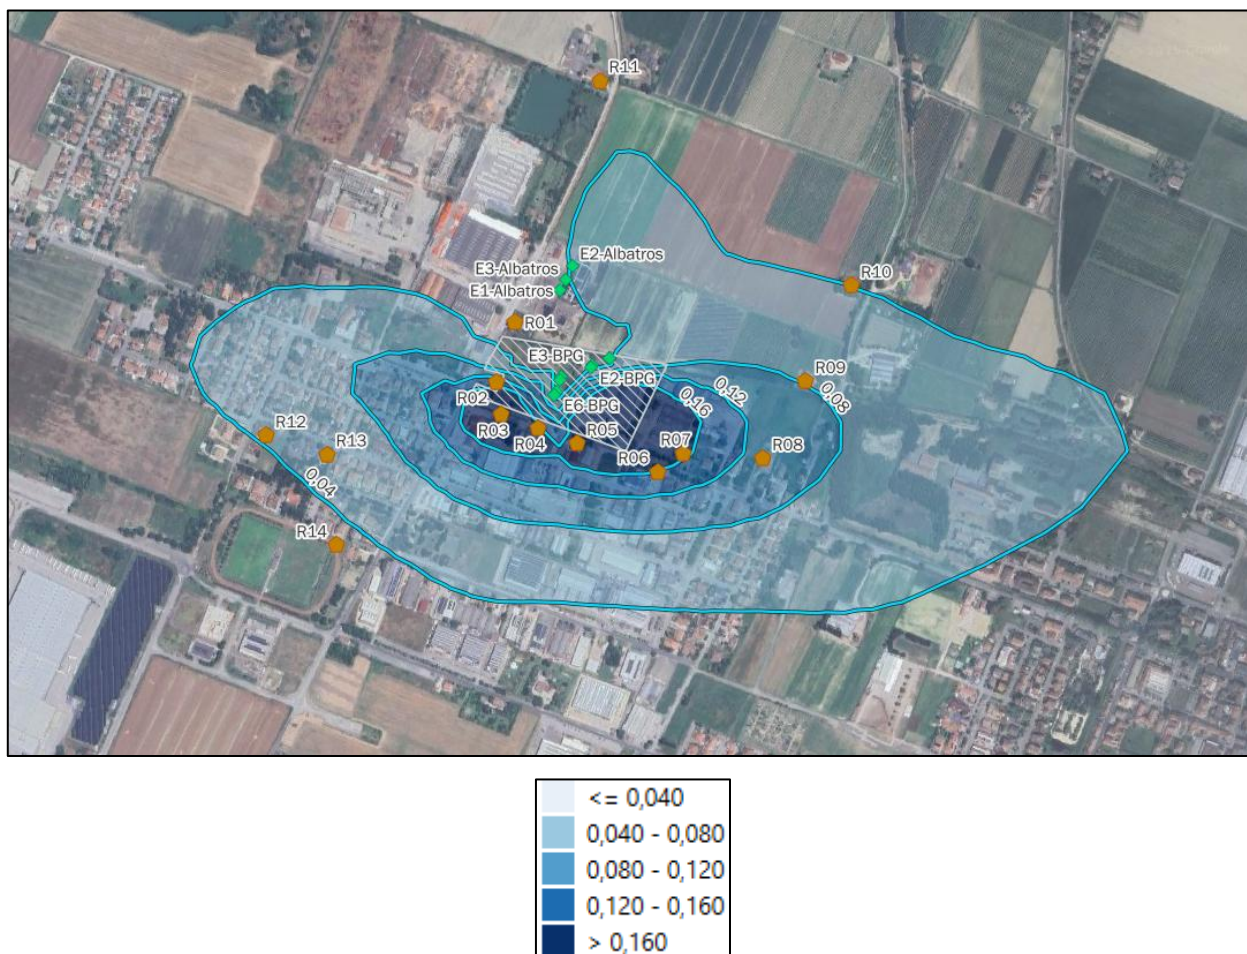 R11
E2-Albatros
E3-Albatros
R10
E1-Albatros
R01
E3-BPG
R09
E2-BPG
0,16
0,12
0,08
R02
E6-BPG
R12
R03
R04
R05
R07
R13
R08
R06
0,04
R14
<= 0,040
0,040 - 0,080
0,080 - 0,120
0,120 - 0,160
> 0,160